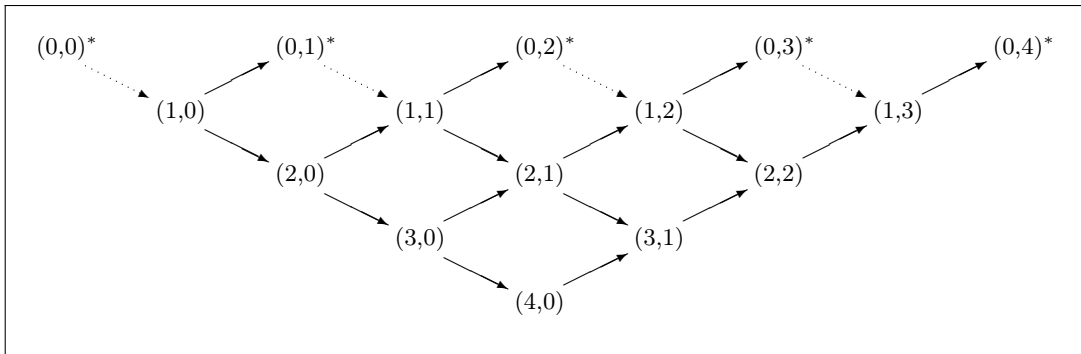 (0,0)* (0,1)* (0,2)* (0,3)* (0,4)*
(1,0) (1,1) (1,2) (1,3)
(2,0) (2,1) (2,2)
(3,0) (3,1)
(4,0)